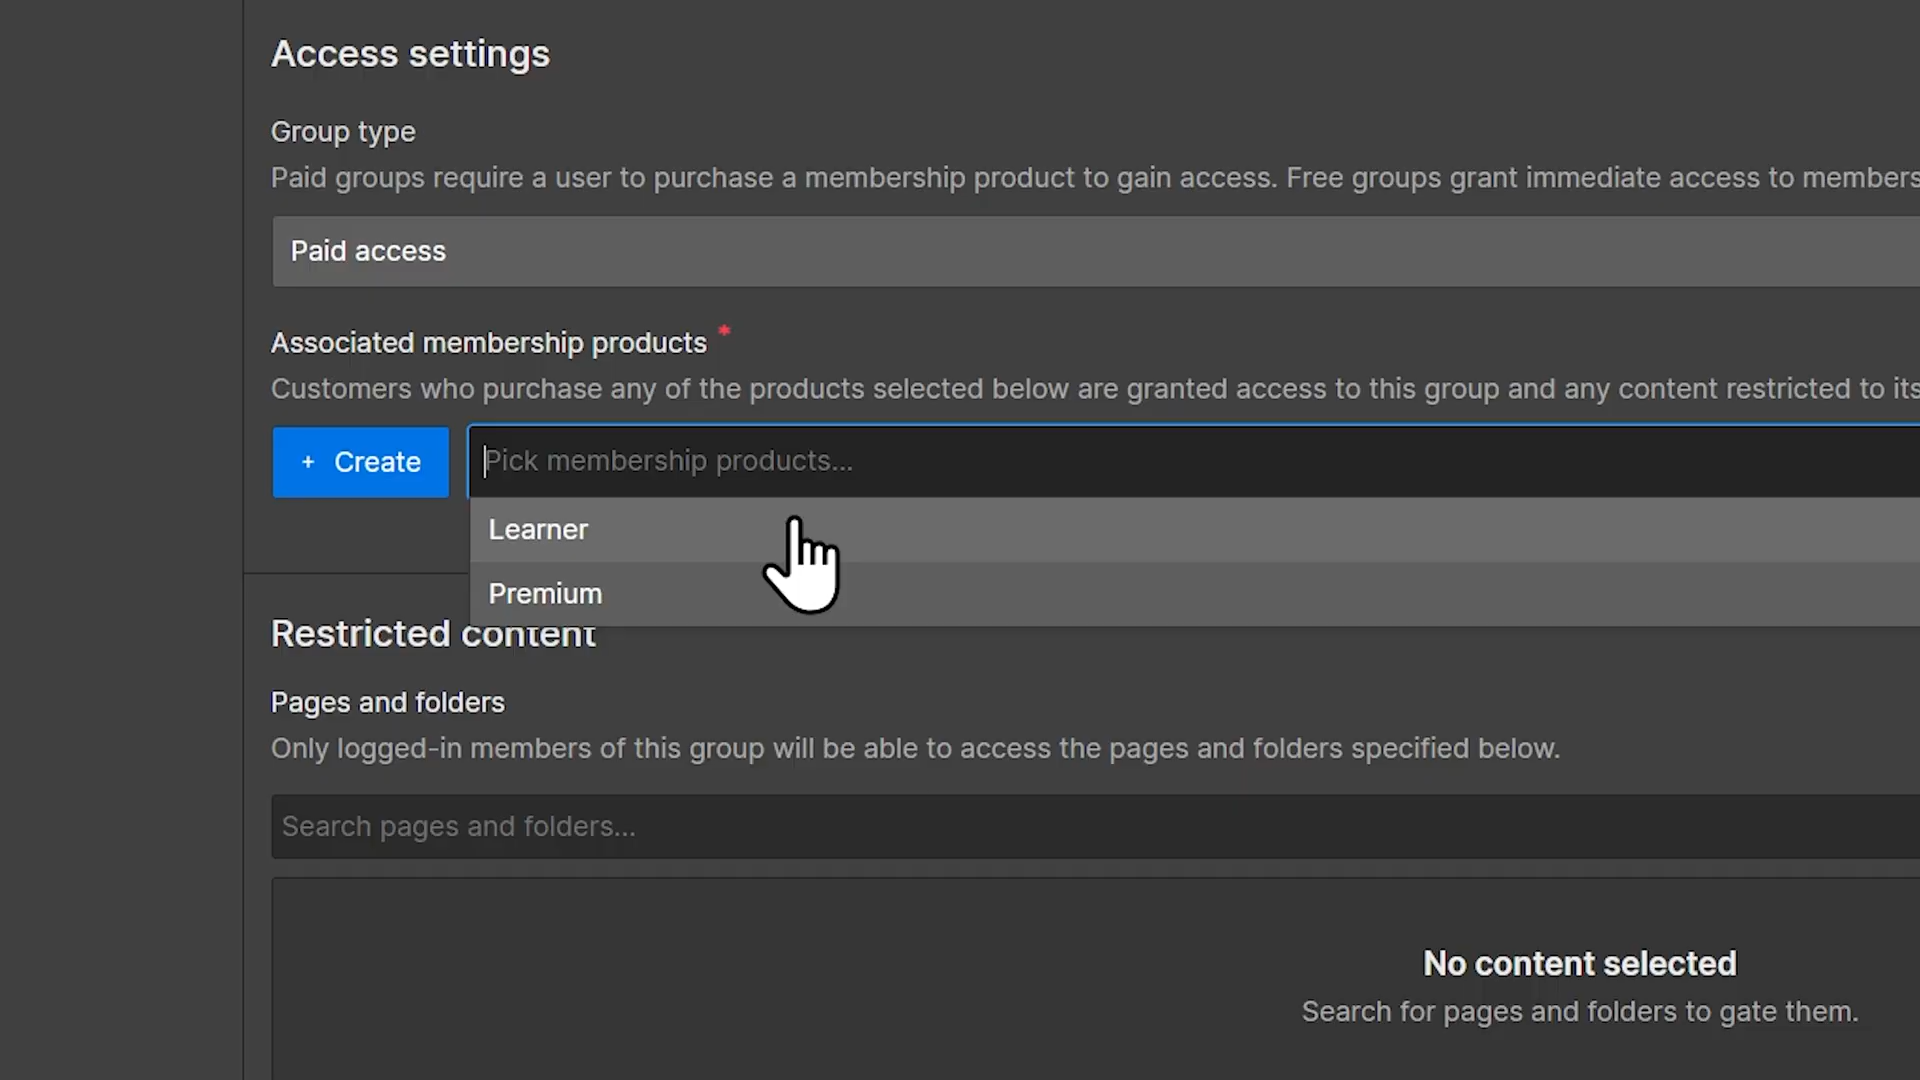 Access settings
Group type
Paid groups require a user to purchase a membership product to gain access. Free groups grant immediate access to members
Paid access
Associated membership products *
Customers who purchase any of the products selected below are granted access to this group and any content restricted to its
+ Create
Pick membership products...
Learner
Premium
Restricted content
Pages and folders
Only logged-in members of this group will be able to access the pages and folders specified below.
Search pages and folders...
No content selected
Search for pages and folders to gate them.